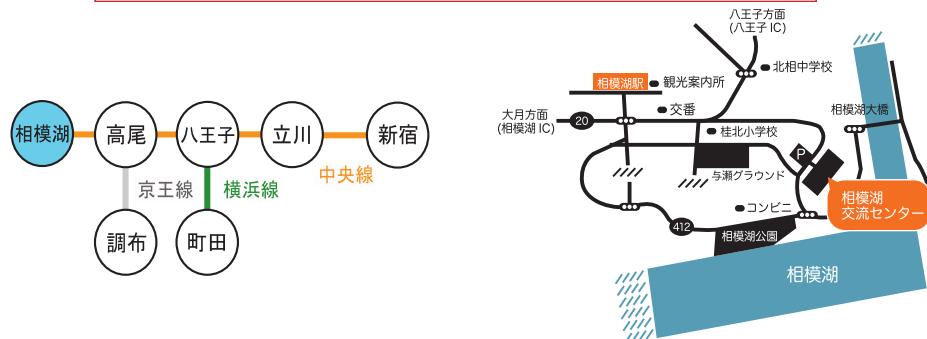 相模湖
高尾
八王子
立川
新宿
中央線
京王線
横浜線
調布
町田
八王子方面
(八王子IC)
北相中学校
相模湖駅
観光案内所
大月方面
(相模湖IC)
20
交番
相模湖大橋
桂北小学校
P
与瀬グラウンド
相模湖
交流センター
コンビニ
412
相模湖公園
相模湖